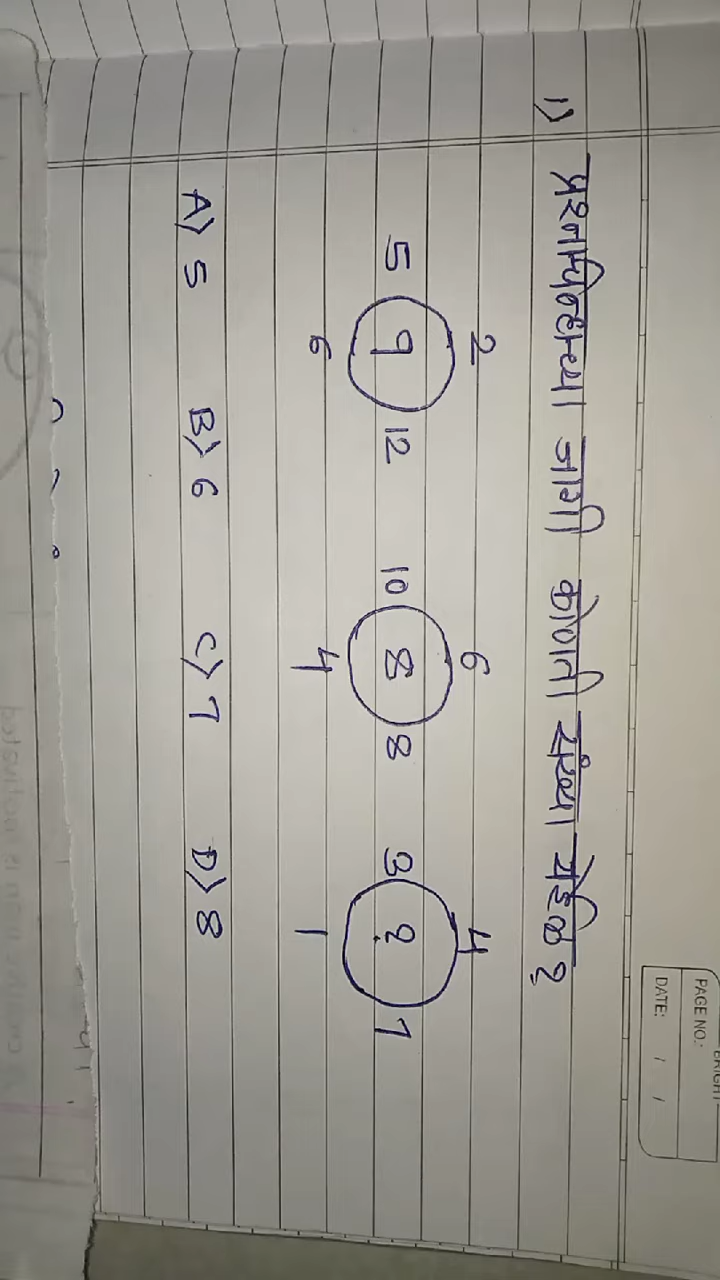 PAGE NO.:
DATE: / /
1) प्रश्नचिन्हाच्या जागी कोणती संख्या येईल ?
2 6 4
5 9 12 10 8 8 3 ? 7
6 4 1
A) 5 B) 6 C) 7 D) 8